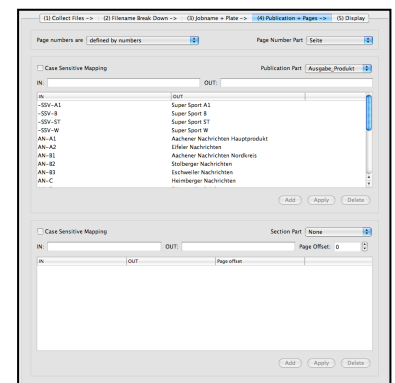 (1) Collect Files -> (2) Filename Break Down -> (3) Jobname + Plate -> (4) Publication + Pages -> (5) Display
Page numbers are defined by numbers Page Number Part Seite
Case Sensitive Mapping Publication Part Ausgabe_Produkt
IN: OUT:
IN OUT
-SSV-A1 Super Sport A1
-SSV-B Super Sport B
-SSV-ST Super Sport ST
-SSV-W Super Sport W
AN-A1 Aachener Nachrichten Hauptprodukt
AN-A2 Eifeler Nachrichten
AN-B1 Aachener Nachrichten Nordkreis
AN-B2 Stolberger Nachrichten
AN-B3 Eschweiler Nachrichten
AN-C Heimberger Nachrichten
Add Apply Delete
Case Sensitive Mapping Section Part None
IN: OUT: Page Offset: 0
IN OUT Page offset
Add Apply Delete